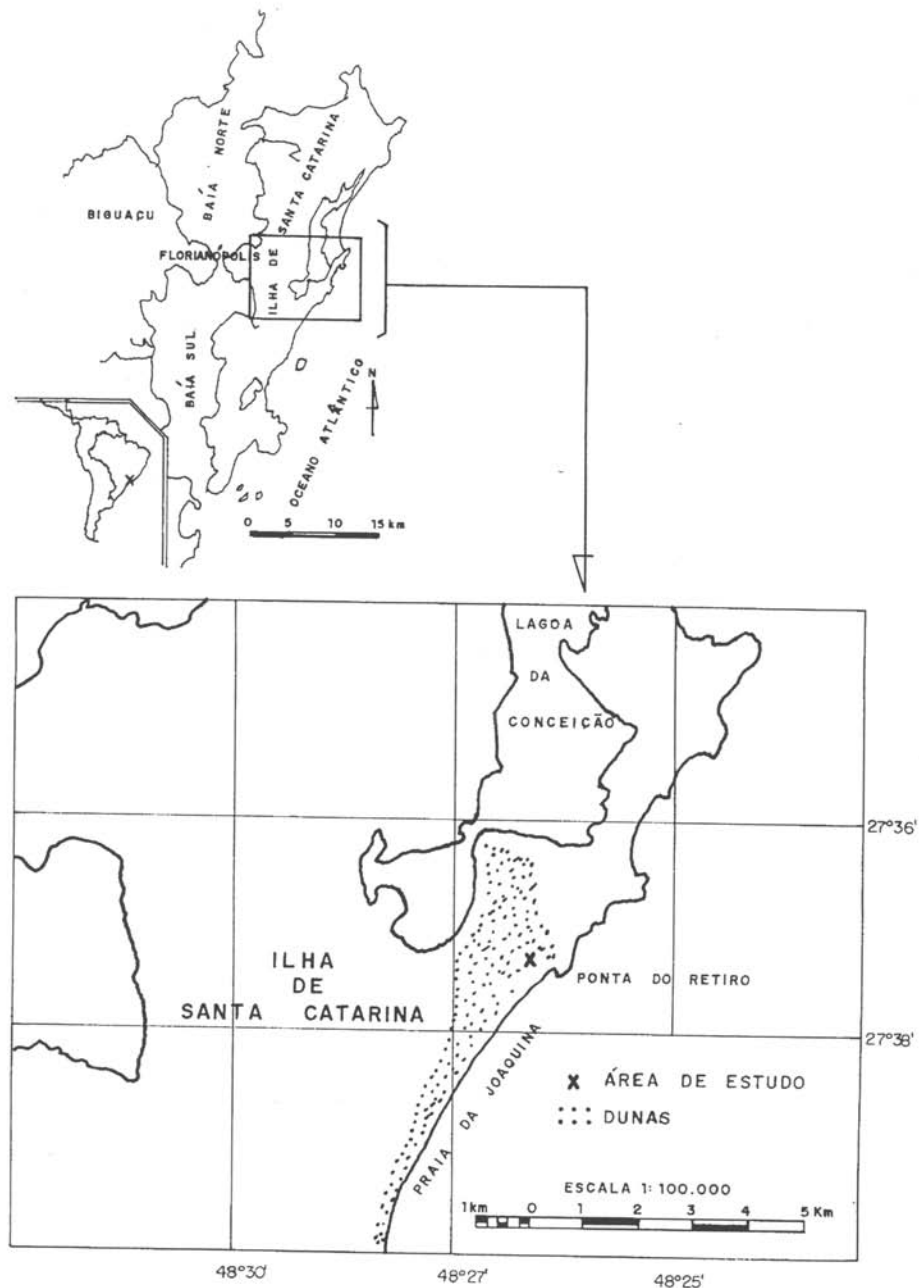 BAÍA NORTE
SANTA CATARINA
BIGUAÇU
FLORIANÓPOLIS
ILHA DE
BAÍA SUL
OCEANO ATLÂNTICO
N
0 5 10 15 km
X
LAGOA
DA
CONCEIÇÃO
27°36'
ILHA
DE
SANTA CATARINA
X
PONTA DO RETIRO
27°38'
PRAIA DA JOAQUINA
X ÁREA DE ESTUDO
DUNAS
ESCALA 1: 100.000
1km 0 1 2 3 4 5 Km
48°30' 48°27' 48°25'